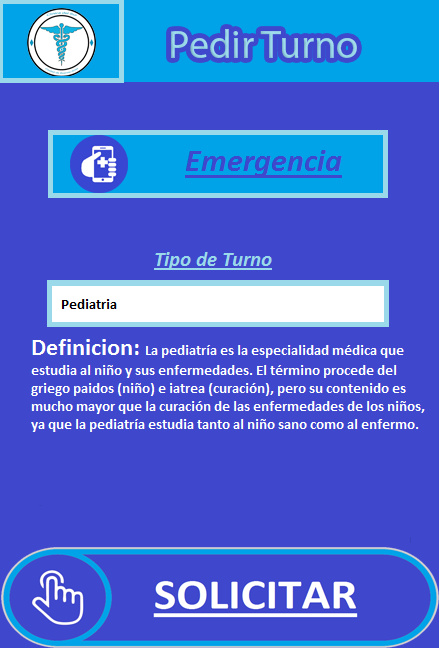 Pedir Turno
Emergencia
Tipo de Turno
Pediatria
Definicion: La pediatría es la especialidad médica que
estudia al niño y sus enfermedades. El término procede del
griego paidos (niño) e iatrea (curación), pero su contenido es
mucho mayor que la curación de las enfermedades de los niños,
ya que la pediatría estudia tanto al niño sano como al enfermo.
SOLICITAR